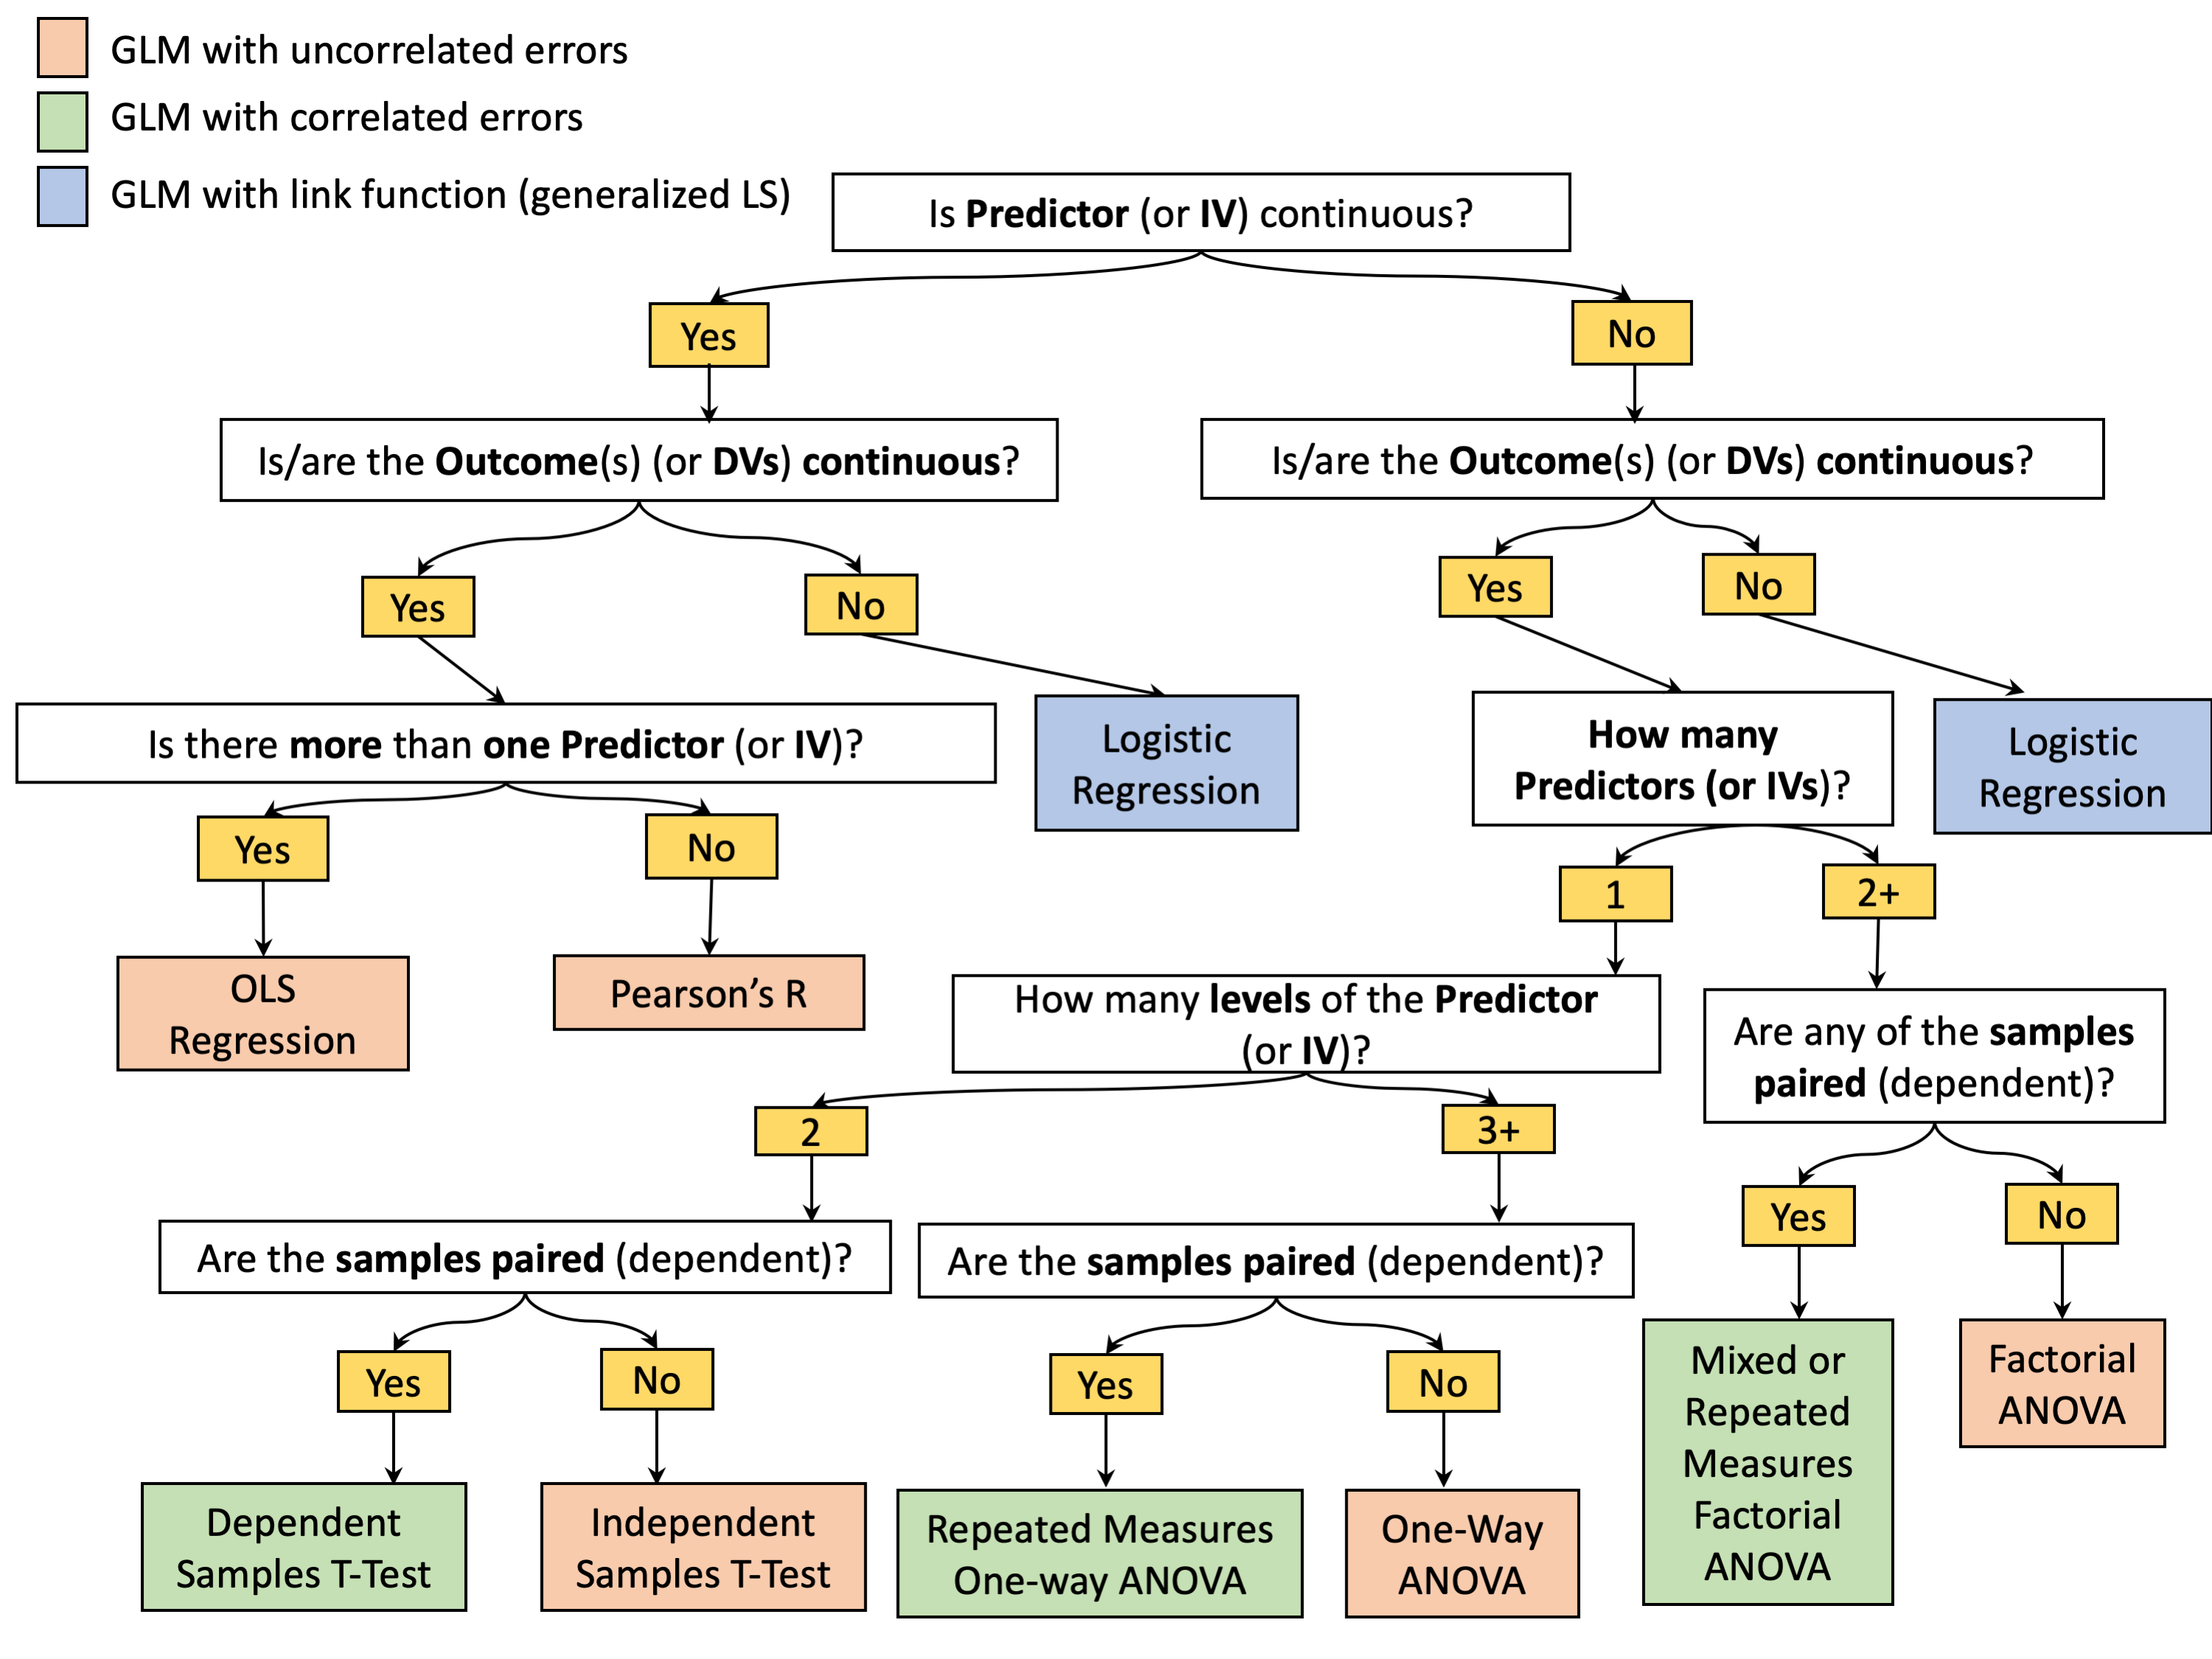 GLM with uncorrelated errors
GLM with correlated errors
GLM with link function (generalized LS)
Is Predictor (or IV) continuous?
Yes
No
Is/are the Outcome(s) (or DVs) continuous?
Is/are the Outcome(s) (or DVs) continuous?
Yes
No
Yes
No
Is there more than one Predictor (or IV)?
Logistic
Regression
How many
Predictors (or IVs)?
Logistic
Regression
Yes
No
1
2+
OLS
Regression
Pearson’s R
How many levels of the Predictor
(or IV)?
Are any of the samples
paired (dependent)?
2
3+
Yes
No
Are the samples paired (dependent)?
Are the samples paired (dependent)?
Yes
No
Yes
No
Mixed or
Repeated
Measures
Factorial
ANOVA
Factorial
ANOVA
Dependent
Samples T-Test
Independent
Samples T-Test
Repeated Measures
One-way ANOVA
One-Way
ANOVA